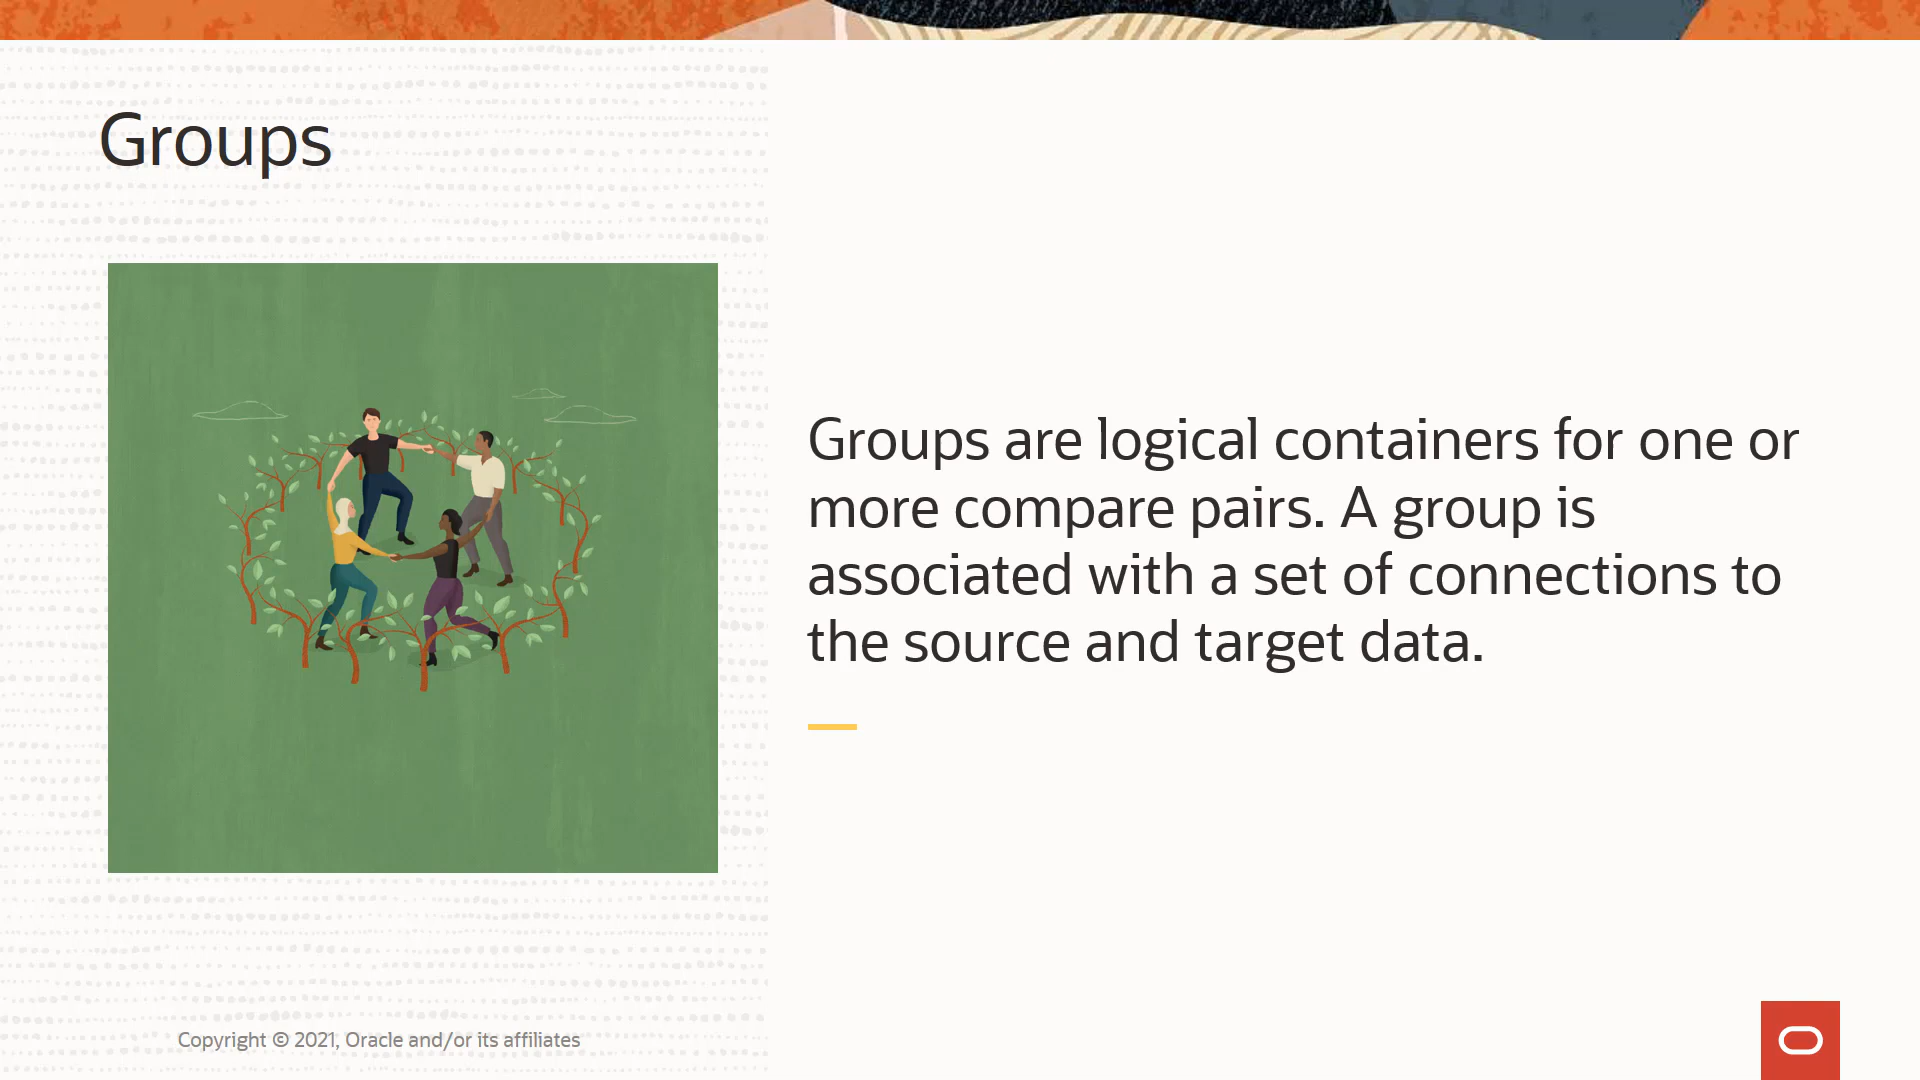 Groups
Groups are logical containers for one or
more compare pairs. A group is
associated with a set of connections to
the source and target data.
Copyright © 2021, Oracle and/or its affiliates